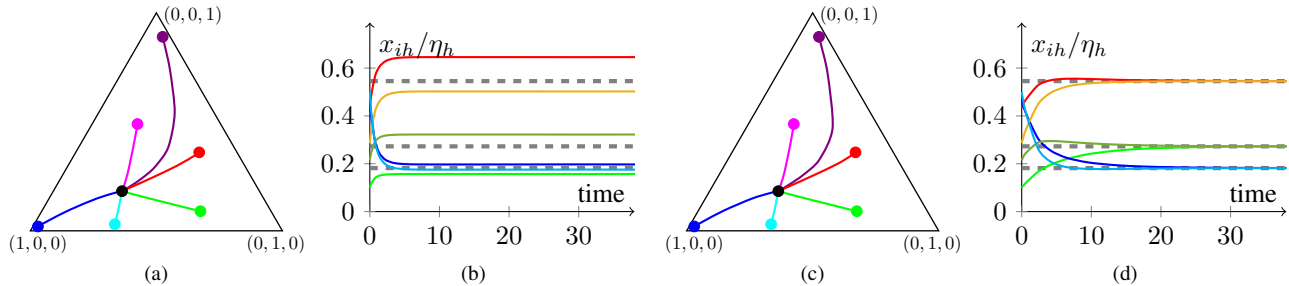 (0, 0, 1)
(1, 0, 0)
(0, 1, 0)
(a)
x_{ih}/η_h
0.6
0.4
0.2
0
time
0 10 20 30
(b)
(0, 0, 1)
(1, 0, 0)
(0, 1, 0)
(c)
x_{ih}/η_h
0.6
0.4
0.2
0
time
0 10 20 30
(d)